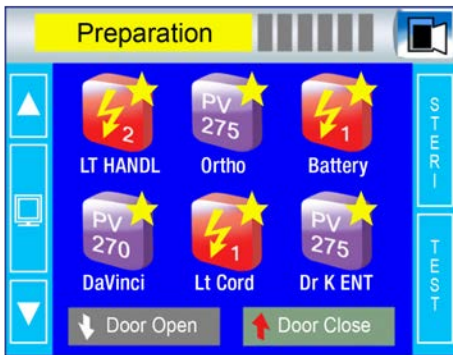 Preparation
2
PV
275
1
LT HANDL
Ortho
Battery
PV
270
1
PV
275
DaVinci
Lt Cord
Dr K ENT
Door Open
Door Close
STERI
TEST